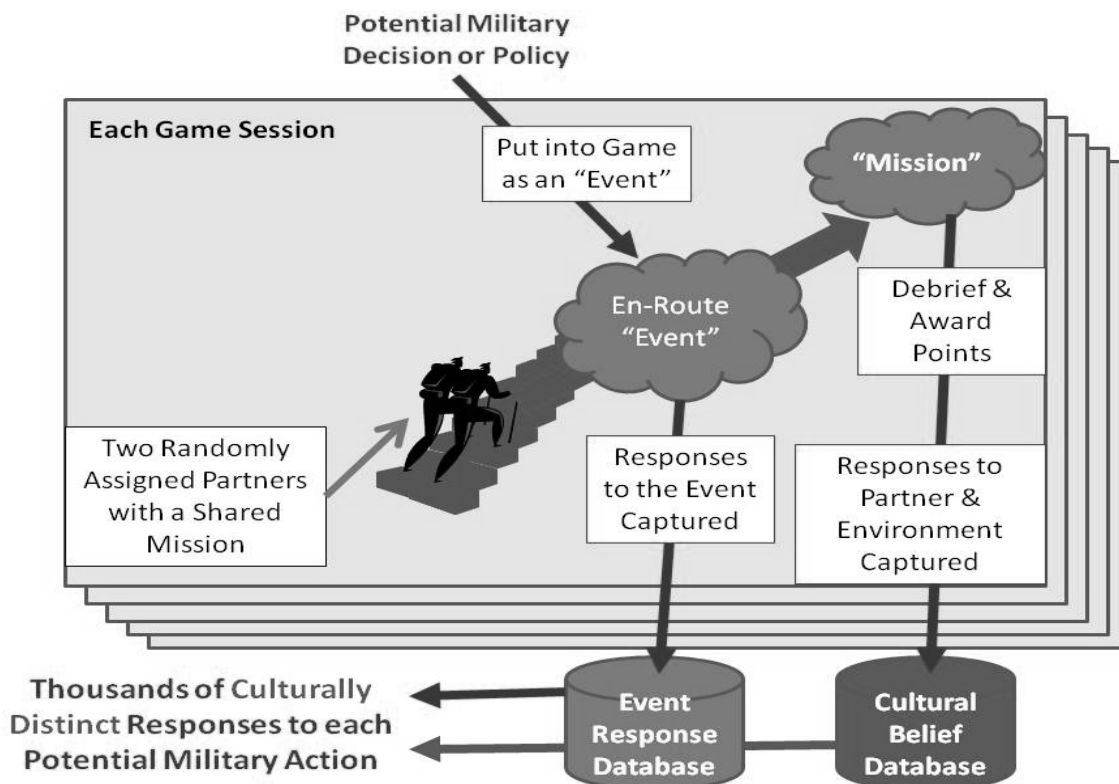 Potential Military
Decision or Policy
Each Game Session
Put into Game
as an “Event”
“Mission”
En-Route
“Event”
Debrief &
Award
Points
Two Randomly
Assigned Partners
with a Shared
Mission
Responses
to the Event
Captured
Responses to
Partner &
Environment
Captured
Thousands of Culturally
Distinct Responses to each
Potential Military Action
Event
Response
Database
Cultural
Belief
Database